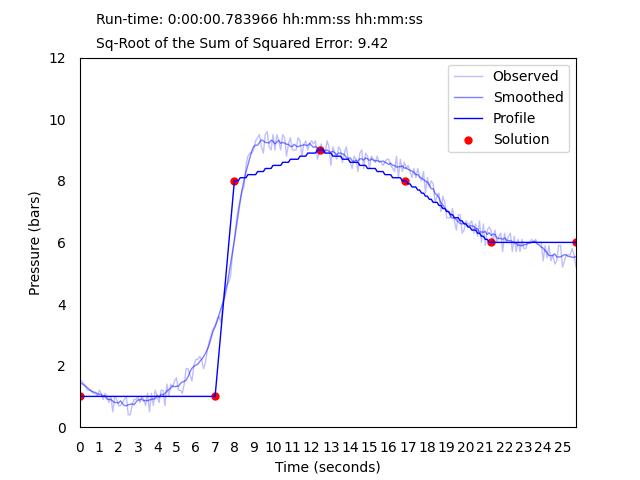 Run-time: 0:00:00.783966 hh:mm:ss hh:mm:ss
Sq-Root of the Sum of Squared Error: 9.42
12
10
8
6
4
2
0
Pressure (bars)
Observed
Smoothed
Profile
Solution
0 1 2 3 4 5 6 7 8 9 10 11 12 13 14 15 16 17 18 19 20 21 22 23 24 25
Time (seconds)